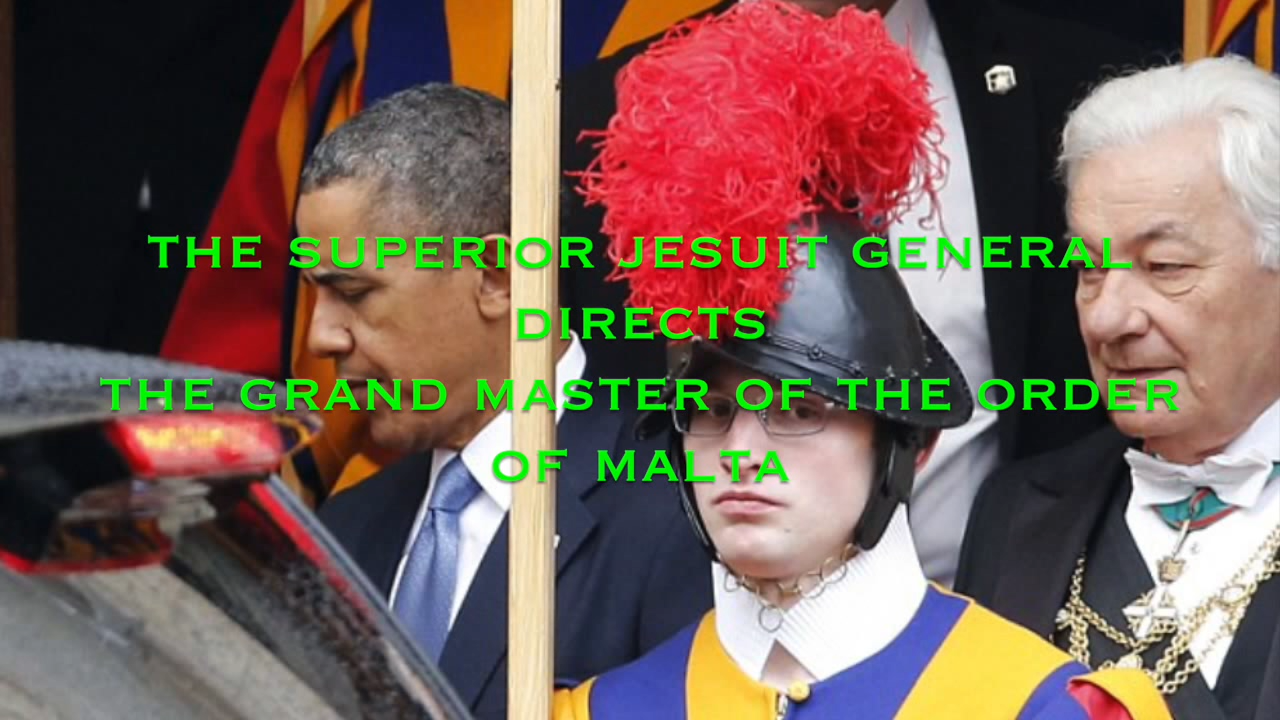 THE SUPERIOR JESUIT GENERAL
DIRECTS
THE GRAND MASTER OF THE ORDER
OF MALTA